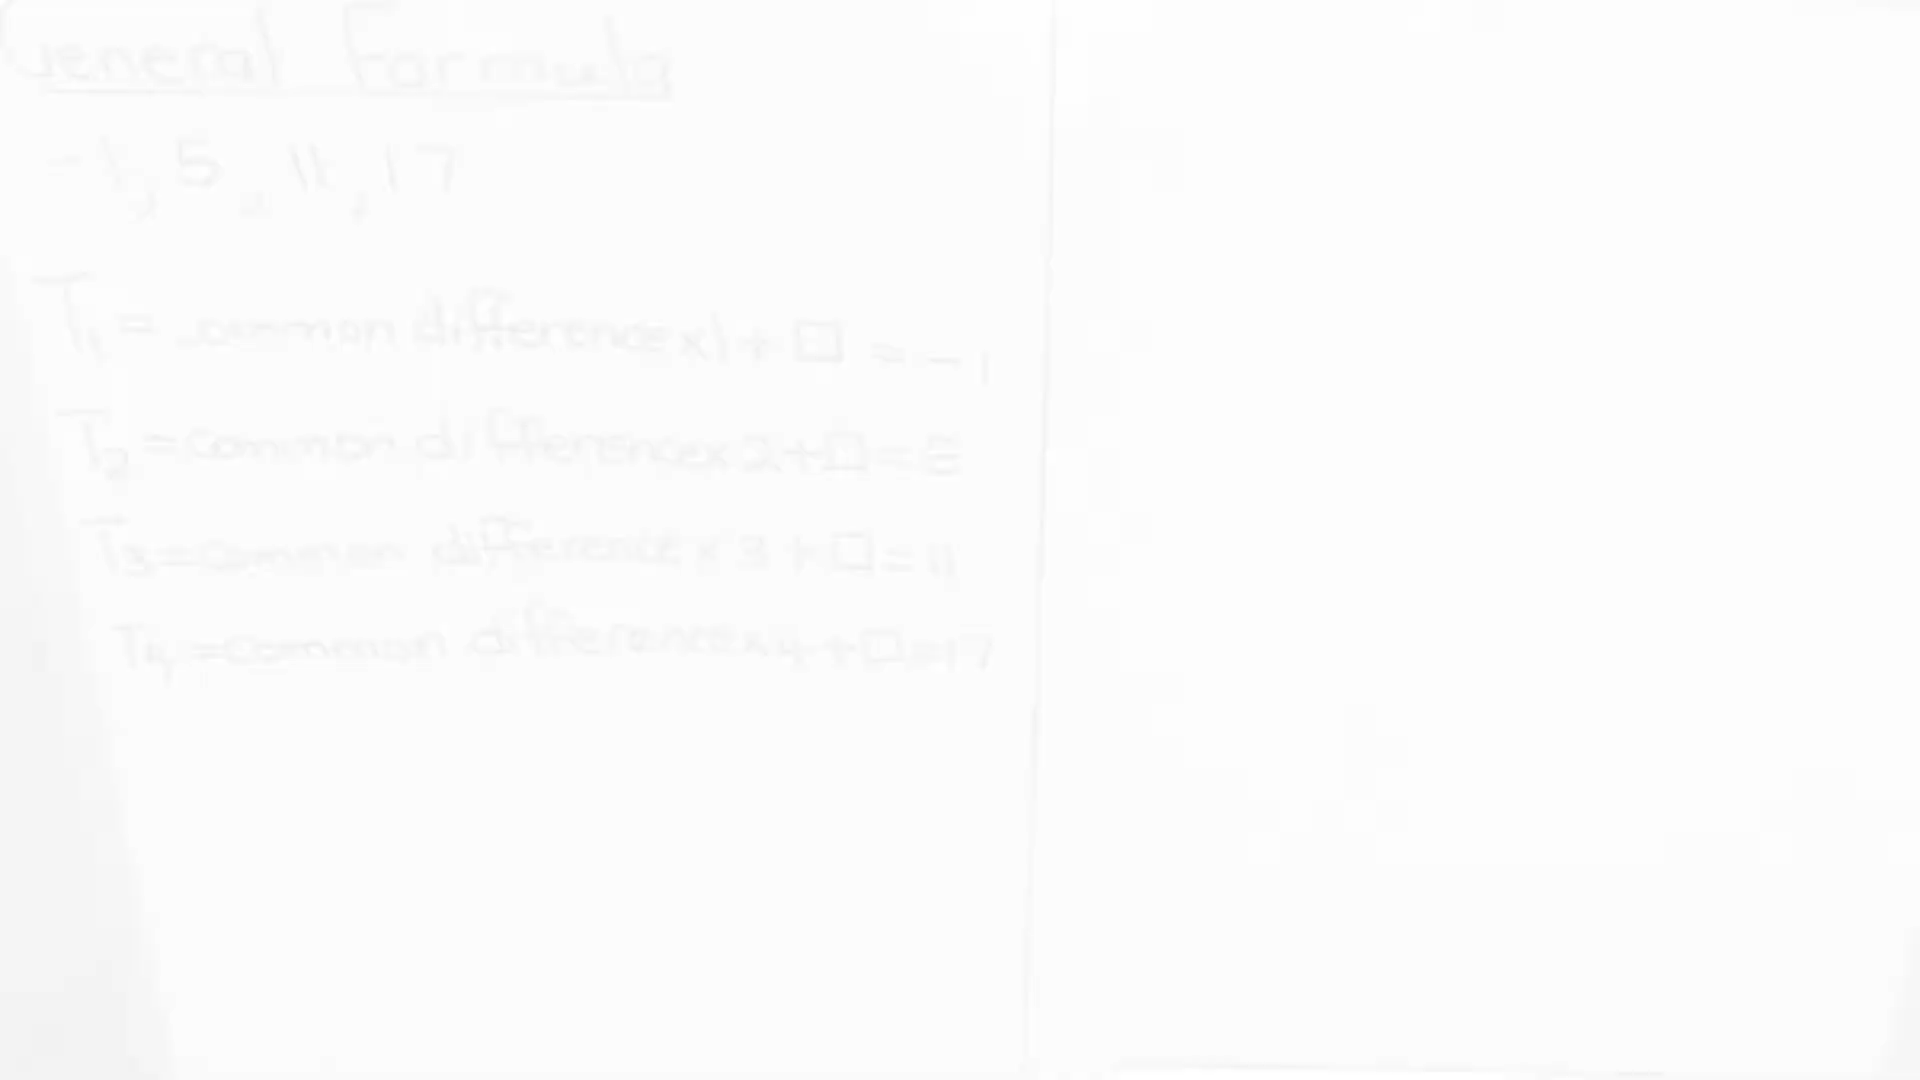 General Formula
-1, 5, 11, 17
T1 = common difference x1 + □ = -1
T2 = common difference x 2 + □ = 5
T3 = common difference x 3 + □ = 11
T4 = common difference x 4 + □ = 17